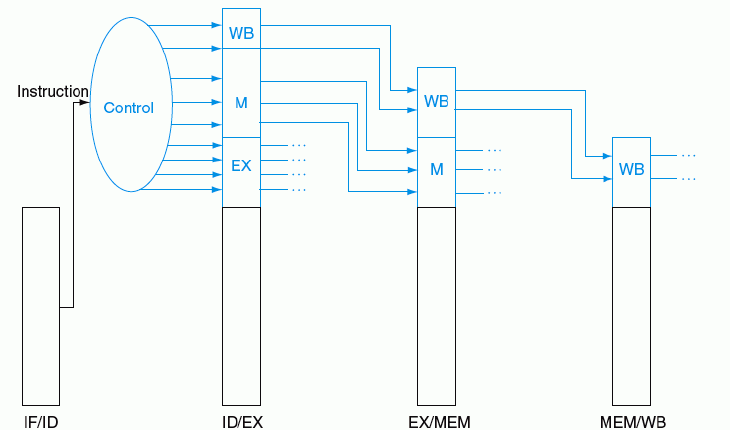 WB
Instruction
Control
M
WB
EX
...
...
...
...
M
...
...
...
WB
...
...
IF/ID
ID/EX
EX/MEM
MEM/WB